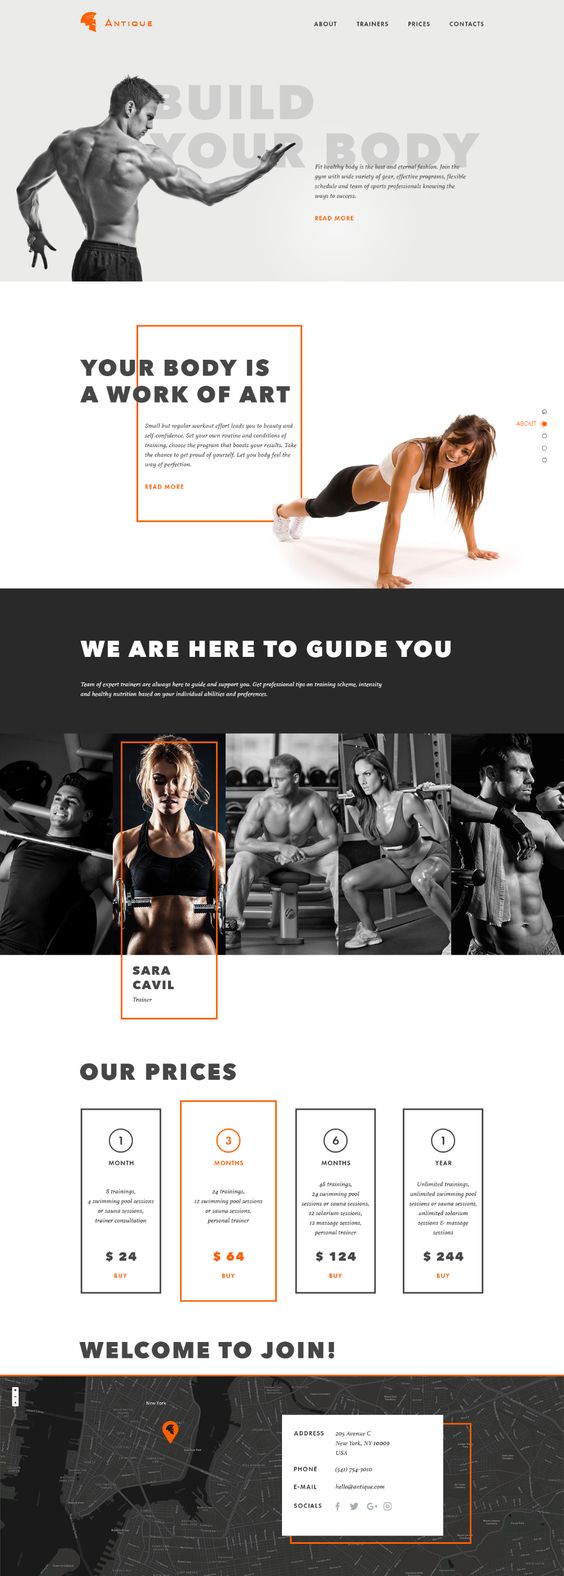 ANTIQUE
ABOUT TRAINERS PRICES CONTACTS
BUILD
YOUR BODY
Fit healthy body is the best and eternal fashion. Join the
gym with wide variety of gear, effective programs, flexible
schedule and team of sports professionals knowing the
ways to success.
READ MORE
YOUR BODY IS
A WORK OF ART
Small but regular workout effort leads you to beauty and
self-confidence. Set your own routine and conditions of
training, choose the program that boosts your results. Take
the chance to get proud of yourself. Let you body feel the
way of perfection.
READ MORE
ABOUT
WE ARE HERE TO GUIDE YOU
Team of expert trainers are always here to guide and support you. Get professional tips on training scheme, intensity
and healthy nutrition based on your individual abilities and preferences.
SARA
CAVIL
Trainer
OUR PRICES
1
MONTH
8 trainings,
4 swimming pool sessions
or sauna sessions,
trainer consultation
$ 24
BUY
3
MONTHS
24 trainings,
12 swimming pool sessions
or sauna sessions,
personal trainer
$ 64
BUY
6
MONTHS
48 trainings,
24 swimming pool
sessions or sauna sessions,
12 solarium sessions,
12 massage sessions,
personal trainer
$ 124
BUY
1
YEAR
Unlimited trainings,
unlimited swimming pool
sessions or sauna sessions,
unlimited solarium
sessions & massage
sessions
$ 244
BUY
WELCOME TO JOIN!
New York
ADDRESS 205 Avenue C
New York, NY 10009
USA
PHONE (541) 754-3010
E-MAIL hello@antique.com
SOCIALS